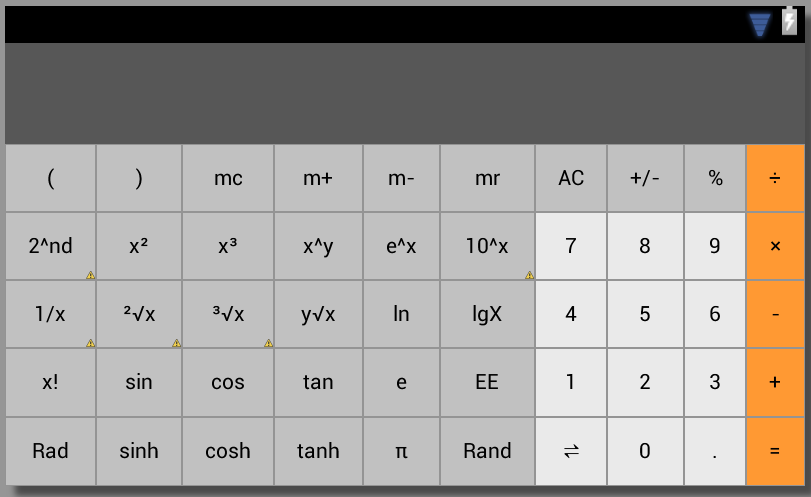 ( ) mc m+ m- mr AC +/- % ÷
2^nd x² x³ x^y e^x 10^x 7 8 9 ×
1/x ²√x ³√x y√x ln lgX 4 5 6 -
x! sin cos tan e EE 1 2 3 +
Rad sinh cosh tanh π Rand ⇌ 0 . =